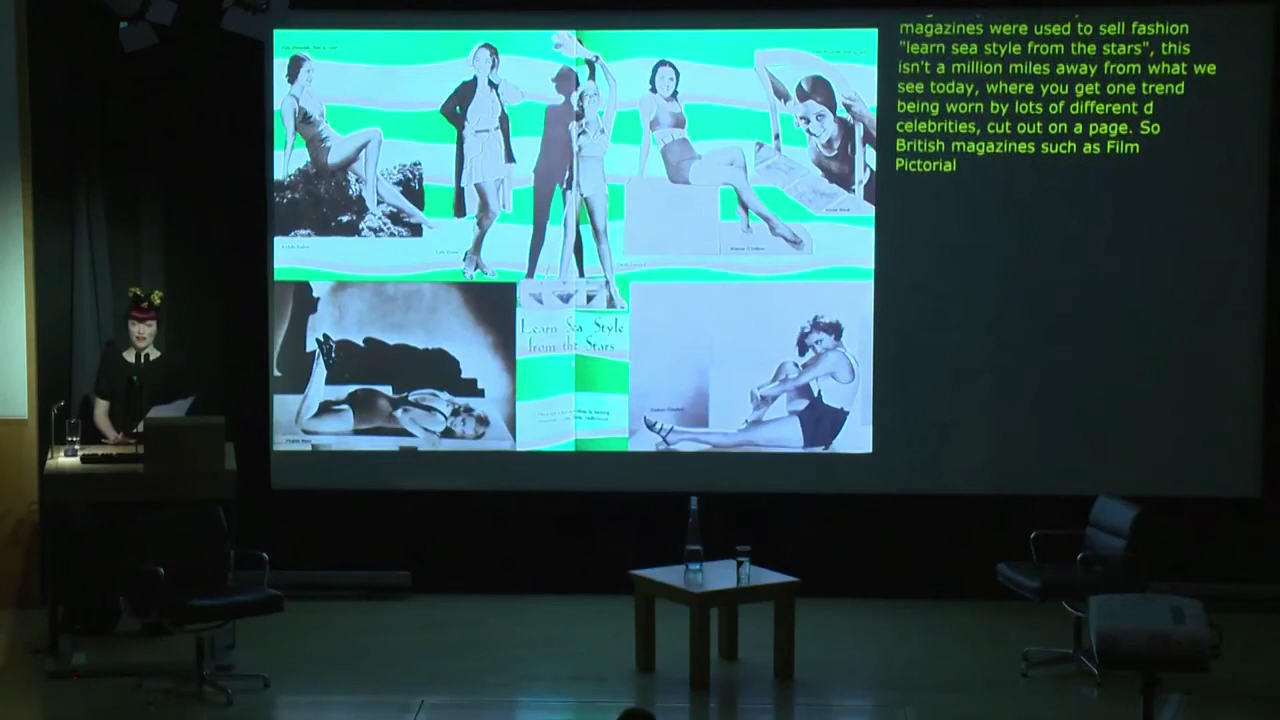 magazines were used to sell fashion
"learn sea style from the stars", this
isn't a million miles away from what we
see today, where you get one trend
being worn by lots of different d
celebrities, cut out on a page. So
British magazines such as Film
Pictorial
Learn Sea Style
from the Stars